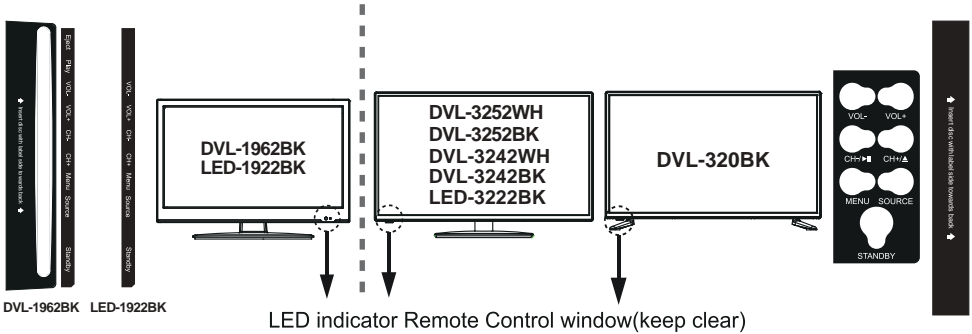 Insert disc with label side towards back
Eject Play VOL- VOL+ CH- CH+ Menu Source Standby
VOL- VOL+ CH- CH+ Menu Source Standby
DVL-1962BK LED-1922BK
DVL-1962BK
LED-1922BK
DVL-3252WH
DVL-3252BK
DVL-3242WH
DVL-3242BK
LED-3222BK
DVL-320BK
VOL- VOL+
CH-/⏯ CH+/⏏
MENU SOURCE
STANDBY
Insert disc with label side towards back
LED indicator Remote Control window(keep clear)